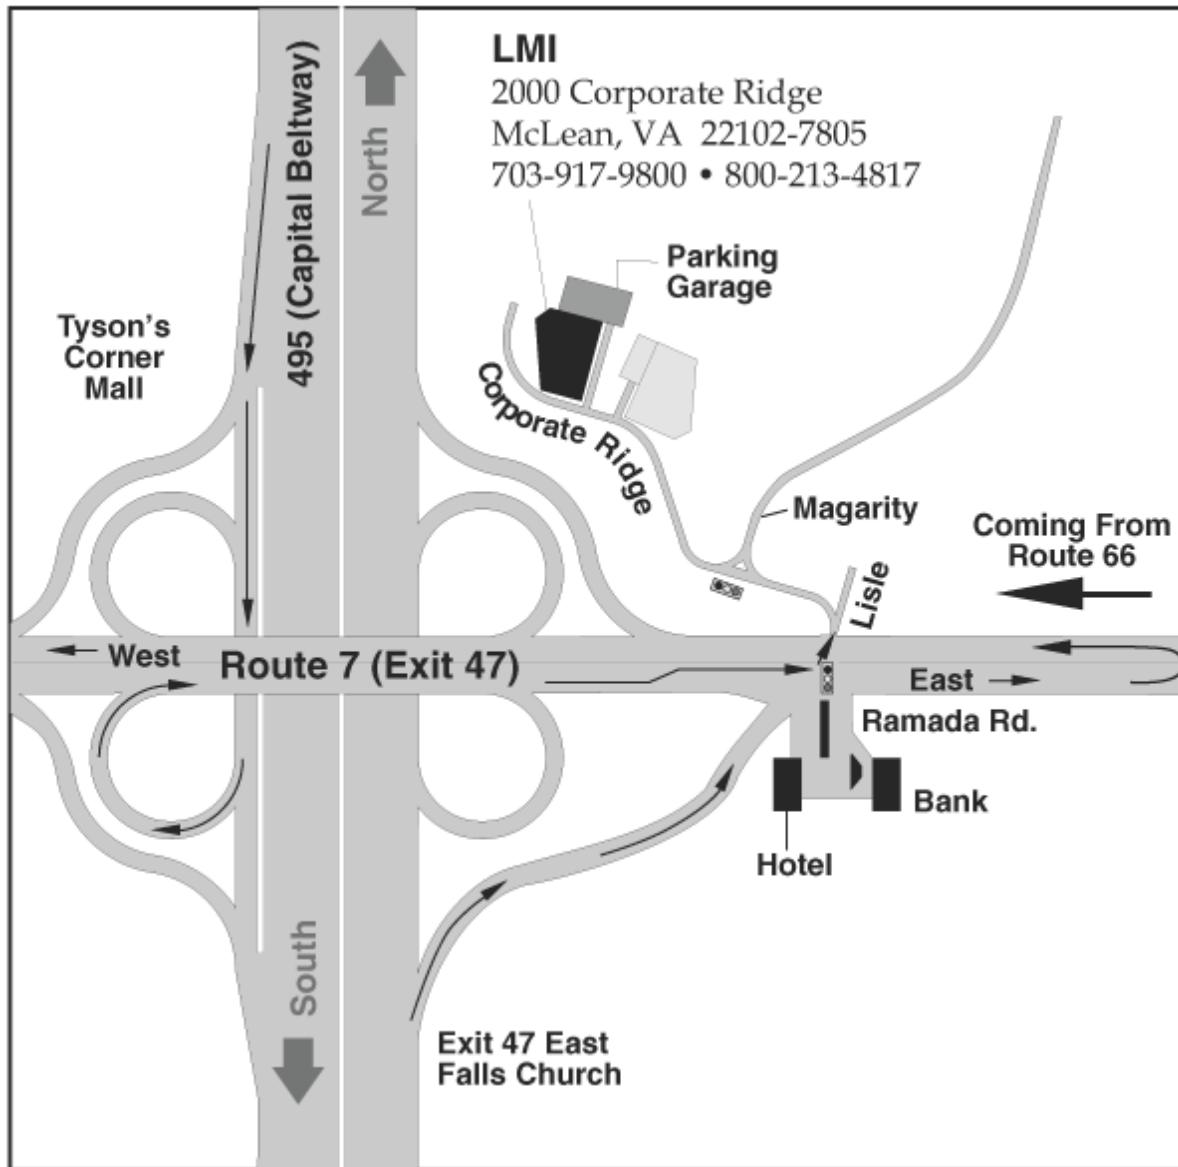 LMI
2000 Corporate Ridge
McLean, VA 22102-7805
703-917-9800 • 800-213-4817
495 (Capital Beltway)
North
Parking
Garage
Tyson's
Corner
Mall
Corporate Ridge
Magarity
Coming From
Route 66
Lisle
West
Route 7 (Exit 47)
East
Ramada Rd.
Bank
Hotel
South
Exit 47 East
Falls Church